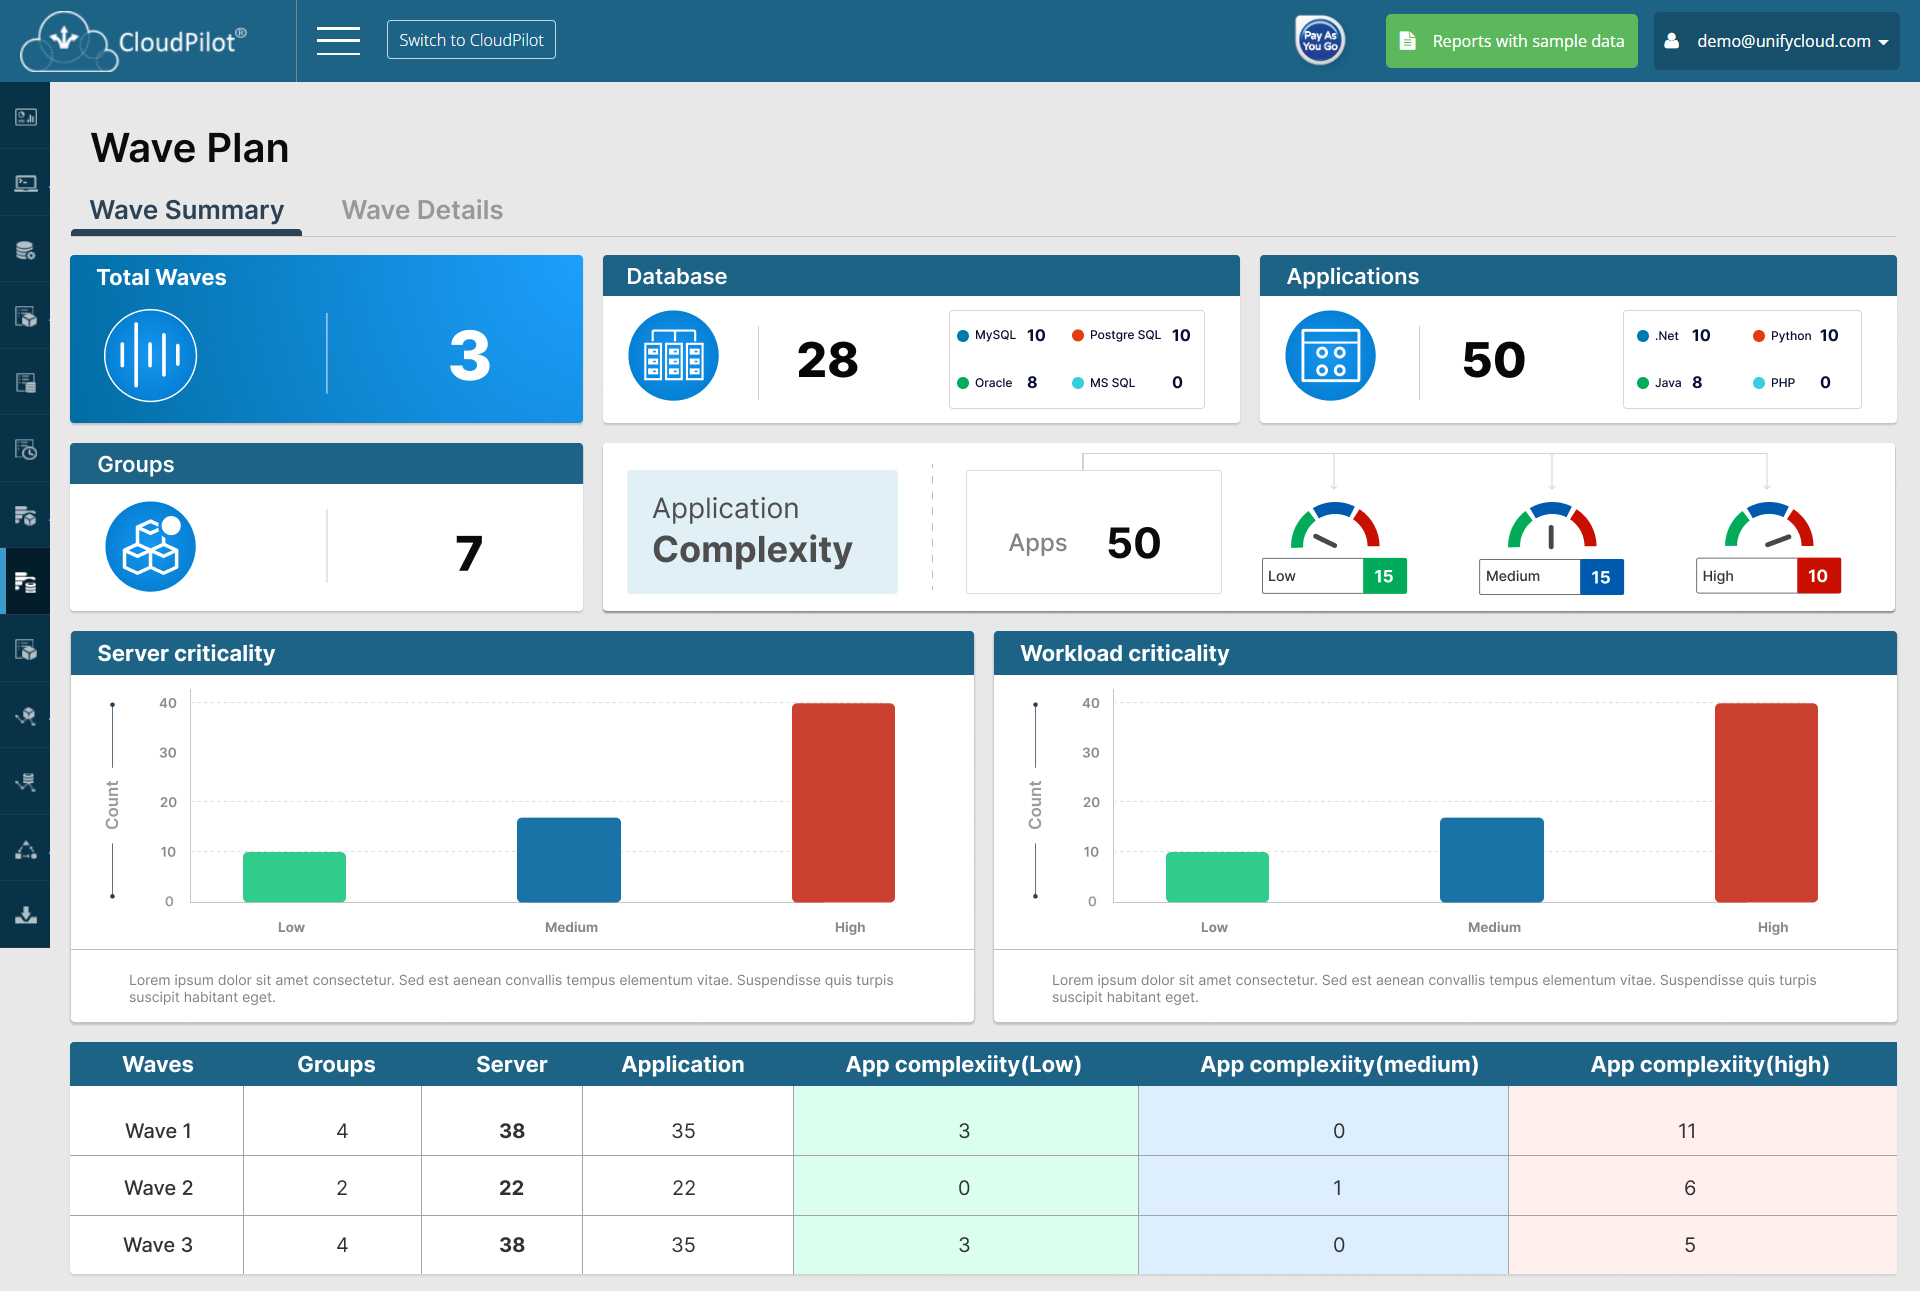 CloudPilot®
Switch to CloudPilot
Pay As
You Go
Reports with sample data
demo@unifycloud.com
Wave Plan
Wave Summary
Wave Details
Total Waves
3
Database
28
MySQL 10
Postgre SQL 10
Oracle 8
MS SQL 0
Applications
50
.Net 10
Python 10
Java 8
PHP 0
Groups
7
Application
Complexity
Apps 50
Low 15
Medium 15
High 10
Server criticality
Count
40
30
20
10
0
Low
Medium
High
Lorem ipsum dolor sit amet consectetur. Sed est aenean convallis tempus elementum vitae. Suspendisse quis turpis
suscipit habitant eget.
Workload criticality
Count
40
30
20
10
0
Low
Medium
High
Lorem ipsum dolor sit amet consectetur. Sed est aenean convallis tempus elementum vitae. Suspendisse quis turpis
suscipit habitant eget.
Waves Groups Server Application App complexiity(Low) App complexiity(medium) App complexiity(high)
Wave 1 4 38 35 3 0 11
Wave 2 2 22 22 0 1 6
Wave 3 4 38 35 3 0 5